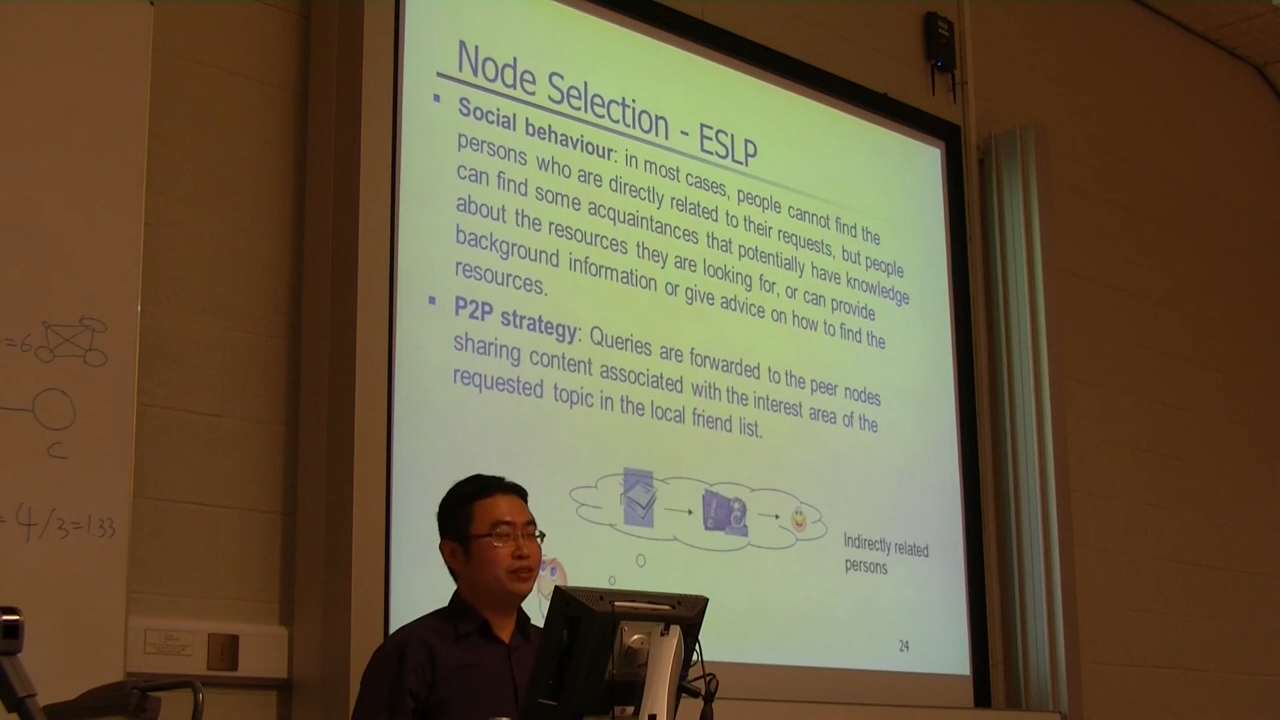 Node Selection - ESLP
▪ Social behaviour: in most cases, people cannot find the
persons who are directly related to their requests, but people
can find some acquaintances that potentially have knowledge
about the resources they are looking for, or can provide
background information or give advice on how to find the
resources.
▪ P2P strategy: Queries are forwarded to the peer nodes
sharing content associated with the interest area of the
requested topic in the local friend list.
Indirectly related
persons
24
=6
C
= 4/3=1.33